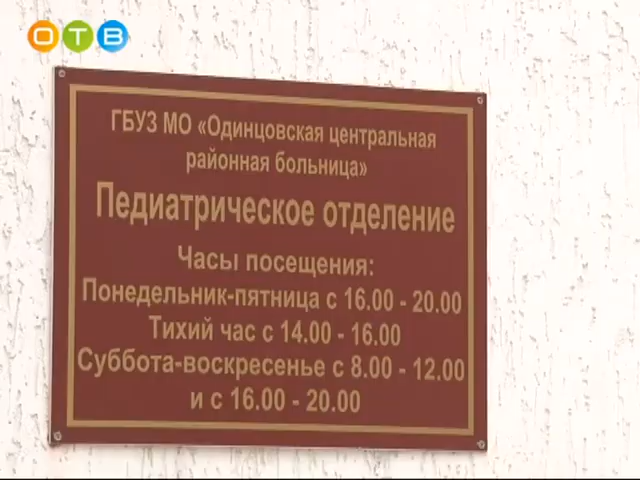 ОТВ
ГБУЗ МО «Одинцовская центральная
районная больница»
Педиатрическое отделение
Часы посещения:
Понедельник-пятница с 16.00 - 20.00
Тихий час с 14.00 - 16.00
Суббота-воскресенье с 8.00 - 12.00
и с 16.00 - 20.00